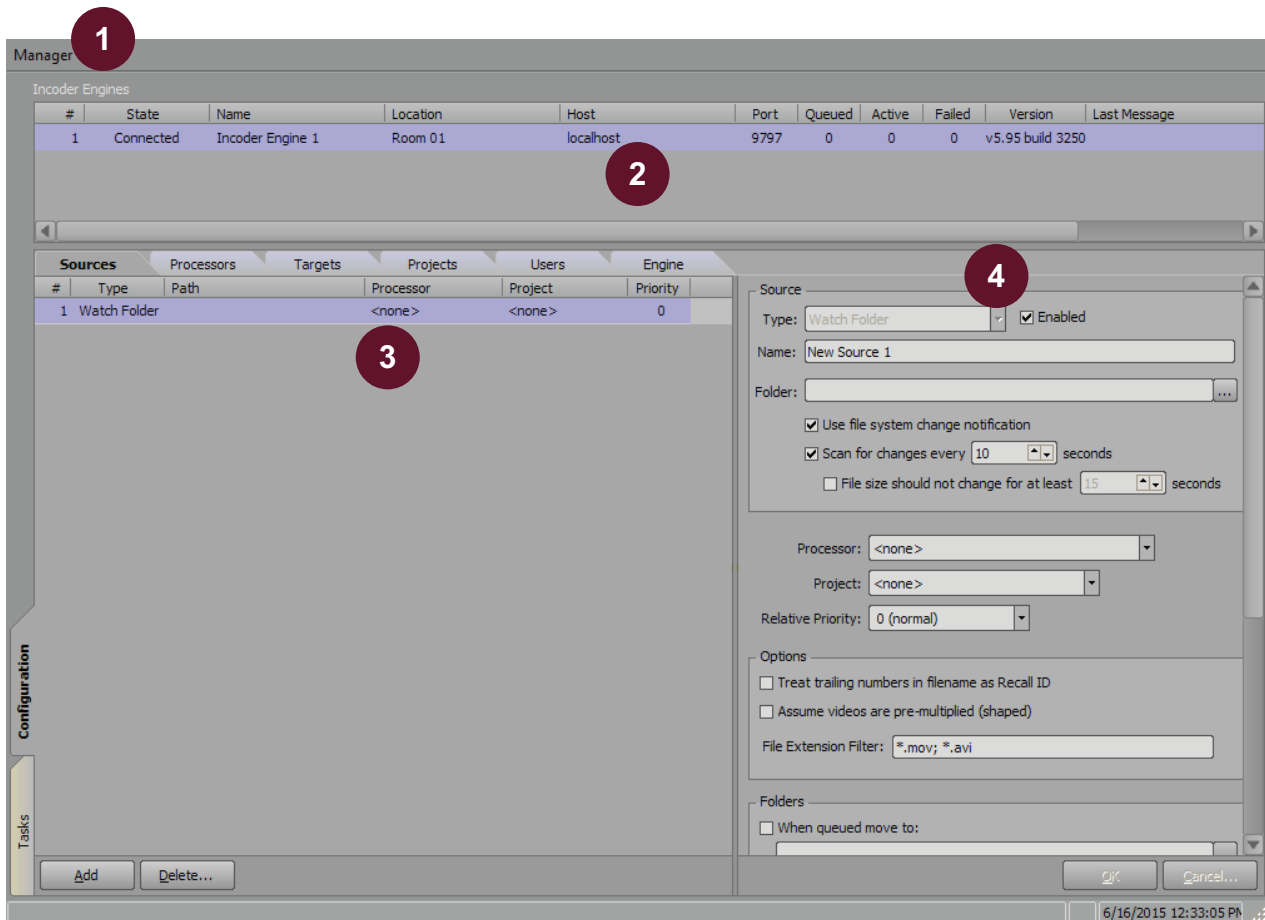 1
Manager
Incoder Engines
# State Name Location Host Port Queued Active Failed Version Last Message
1 Connected Incoder Engine 1 Room 01 localhost 9797 0 0 0 v5.95 build 3250
2
Sources Processors Targets Projects Users Engine
# Type Path Processor Project Priority
1 Watch Folder <none> <none> 0
3
4
Source
Type: Watch Folder Enabled
Name: New Source 1
Folder: ...
Use file system change notification
Scan for changes every 10 seconds
File size should not change for at least 15 seconds
Processor: <none>
Project: <none>
Relative Priority: 0 (normal)
Options
Treat trailing numbers in filename as Recall ID
Assume videos are pre-multiplied (shaped)
File Extension Filter: *.mov; *.avi
Folders
When queued move to:
Configuration
Tasks
Add Delete... OK Cancel...
6/16/2015 12:33:05 PM